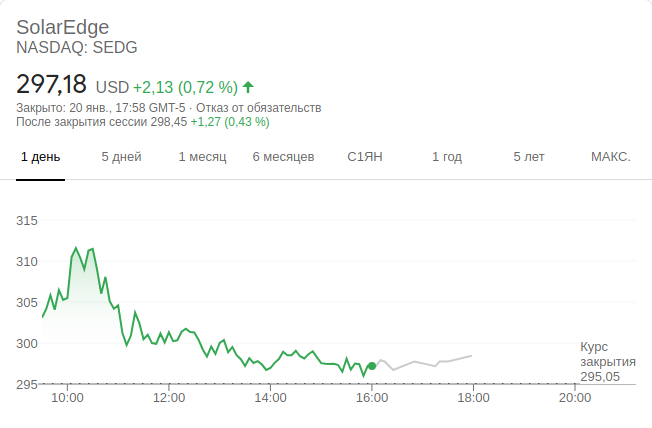 SolarEdge
NASDAQ: SEDG
297,18 USD +2,13 (0,72 %)
Закрыто: 20 янв., 17:58 GMT-5 · Отказ от обязательств
После закрытия сессии 298,45 +1,27 (0,43 %)
1 день 5 дней 1 месяц 6 месяцев С1ЯН 1 год 5 лет МАКС.
315
310
305
300
295
Курс
закрытия
295,05
10:00 12:00 14:00 16:00 18:00 20:00